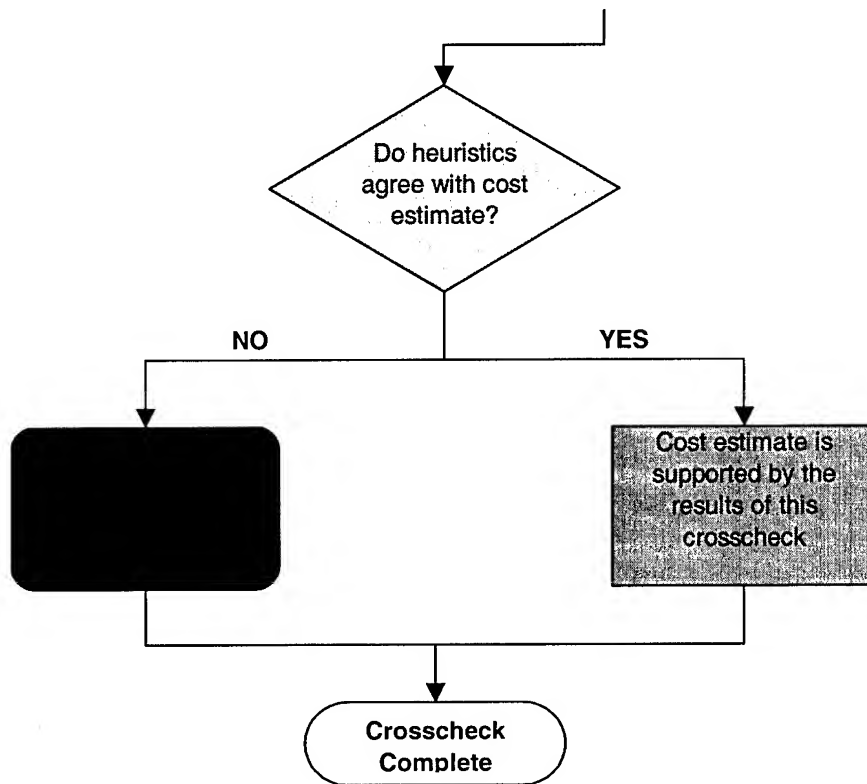 Do heuristics
agree with cost
estimate?
NO
YES
Cost estimate is
supported by the
results of this
crosscheck
Crosscheck
Complete